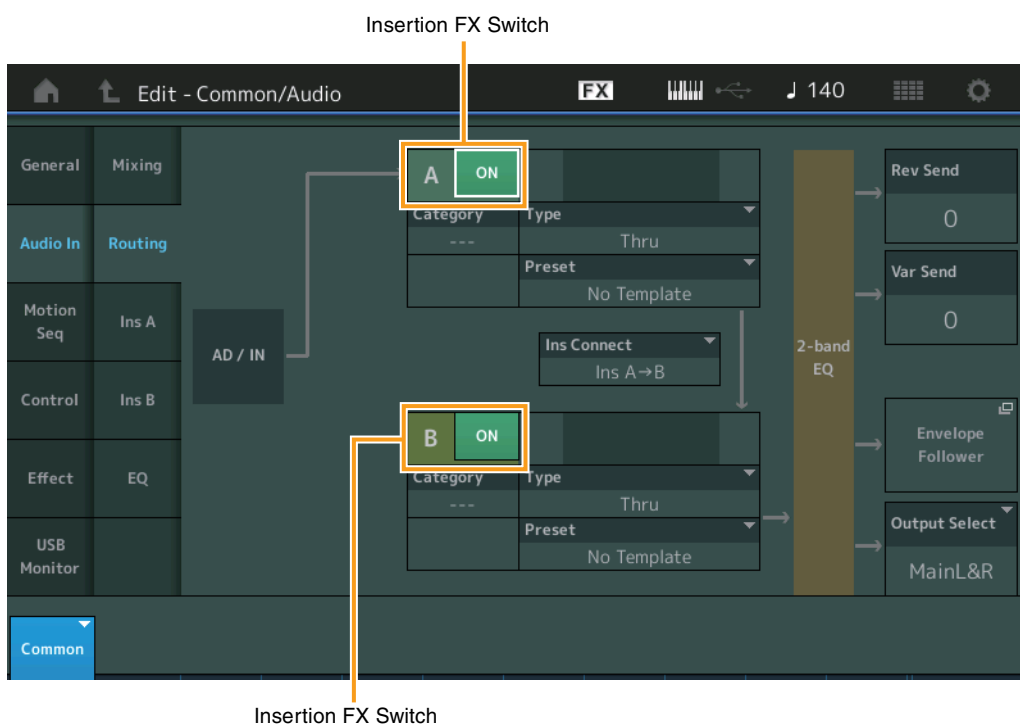 Insertion FX Switch
Edit - Common/Audio
FX
♩ 140
General
Mixing
A
ON
Rev Send
0
Category
Type
---
Thru
Audio In
Routing
Preset
No Template
Var Send
0
Motion
Seq
Ins A
AD / IN
Ins Connect
Ins A→B
2-band
EQ
Control
Ins B
B
ON
Envelope
Follower
Effect
EQ
Category
Type
---
Thru
Preset
No Template
Output Select
MainL&R
USB
Monitor
Common
Insertion FX Switch